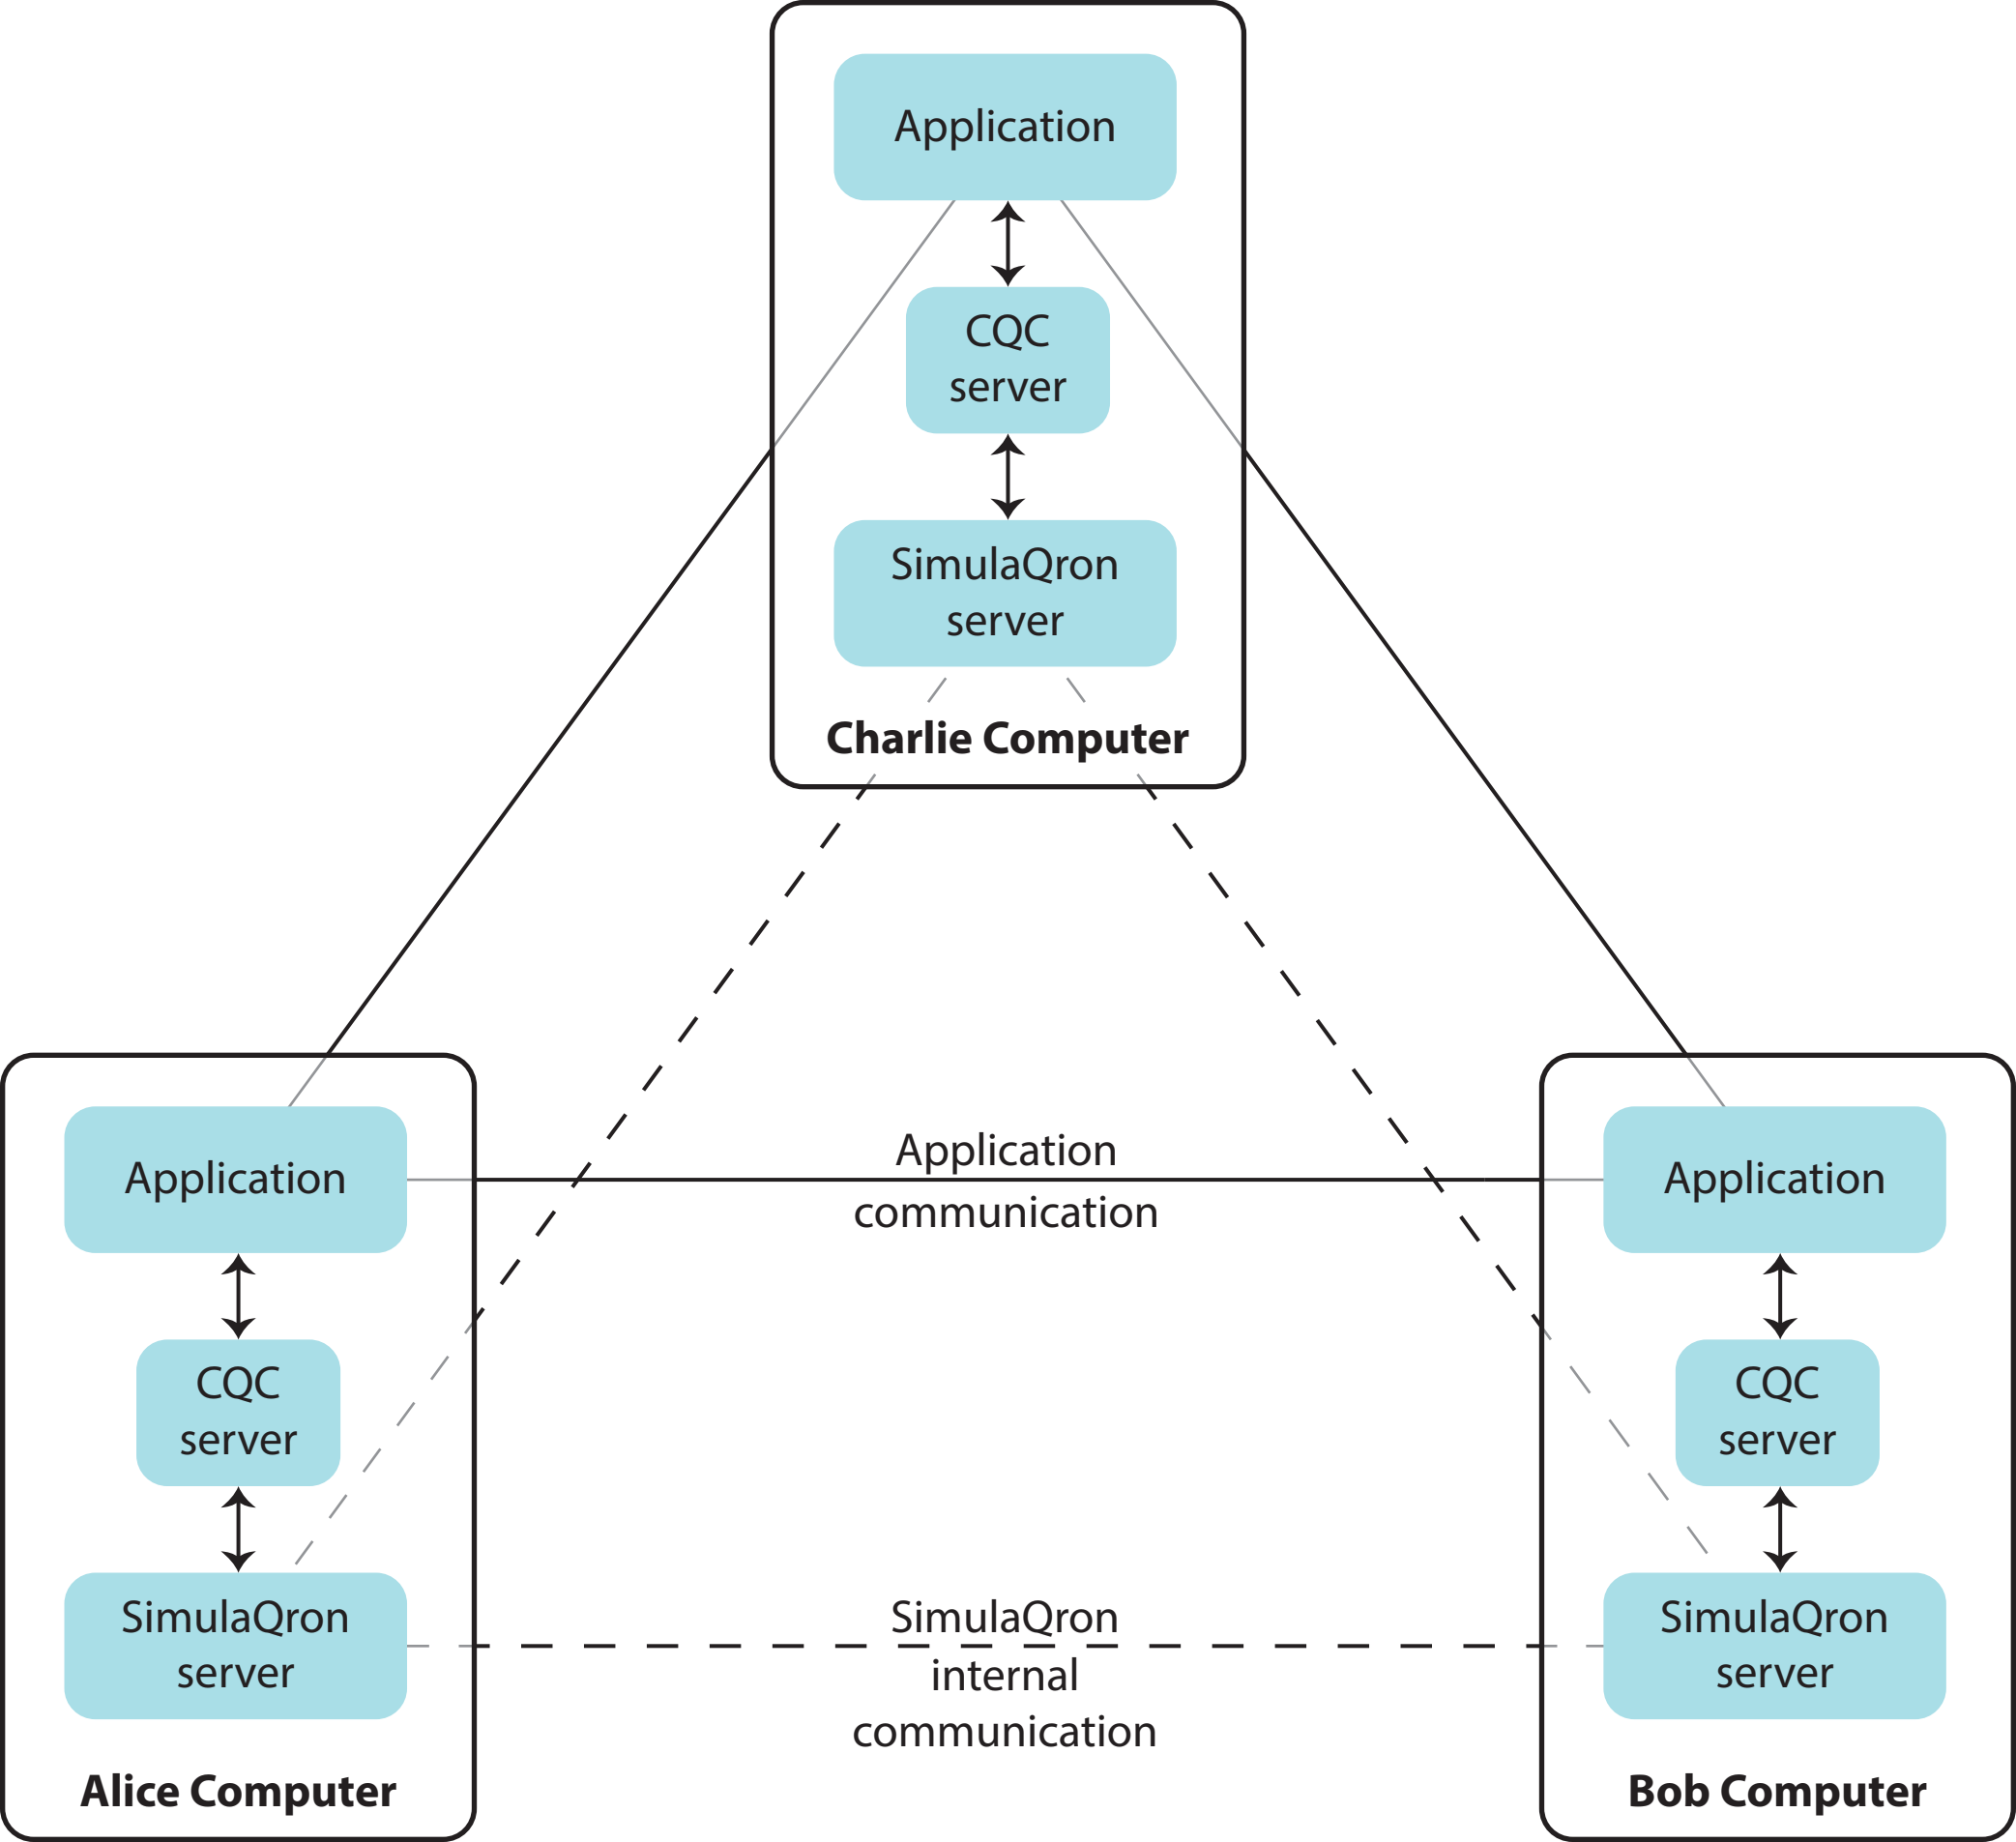 Application
CQC
server
SimulaQron
server
Charlie Computer
Application
CQC
server
SimulaQron
server
Alice Computer
Application
communication
SimulaQron
internal
communication
Application
CQC
server
SimulaQron
server
Bob Computer